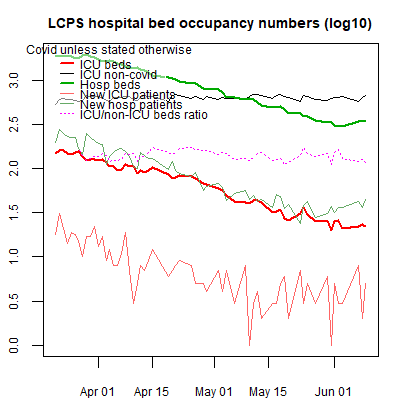 LCPS hospital bed occupancy numbers (log10)
Covid unless stated otherwise
ICU beds
ICU non-covid
Hosp beds
New ICU patients
New hosp patients
ICU/non-ICU beds ratio
3.0
2.5
2.0
1.5
1.0
0.5
0.0
Apr 01
Apr 15
May 01
May 15
Jun 01